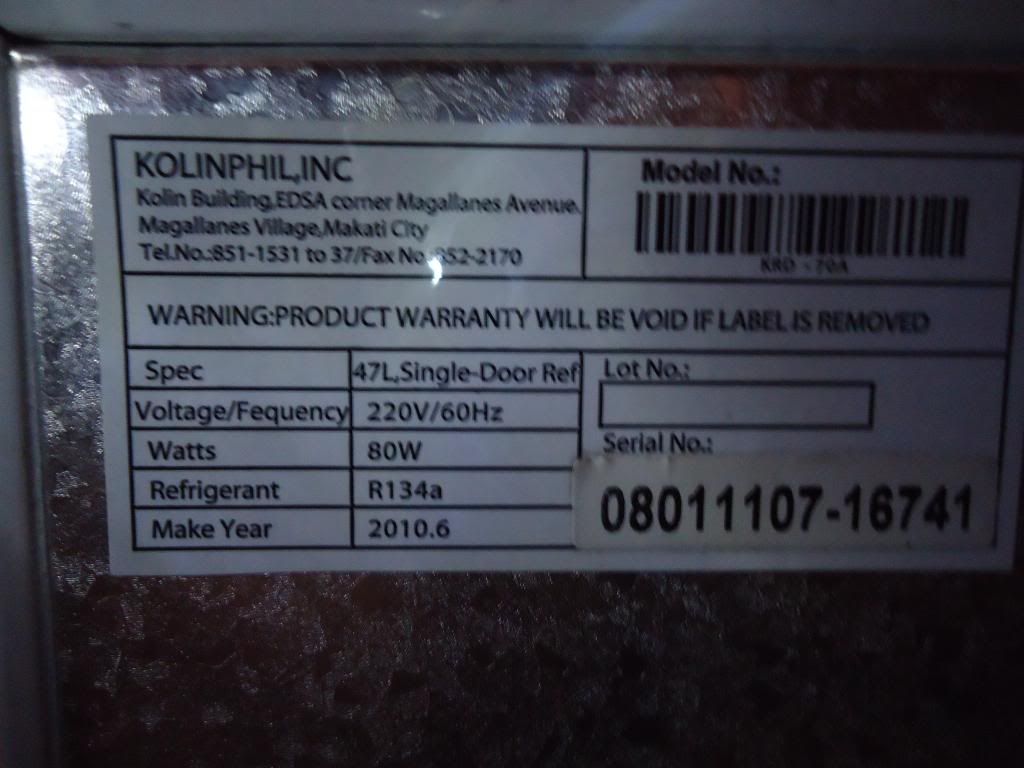 KOLINPHIL,INC
Kolin Building,EDSA corner Magallanes Avenue.
Magallanes Village,Makati City
Tel.No.:851-1531 to 37/Fax No.:852-2170
Model No.:
KRD - 70A
WARNING:PRODUCT WARRANTY WILL BE VOID IF LABEL IS REMOVED
Spec 47L,Single-Door Ref
Voltage/Fequency 220V/60Hz
Watts 80W
Refrigerant R134a
Make Year 2010.6
Lot No.:
Serial No.:
08011107-16741